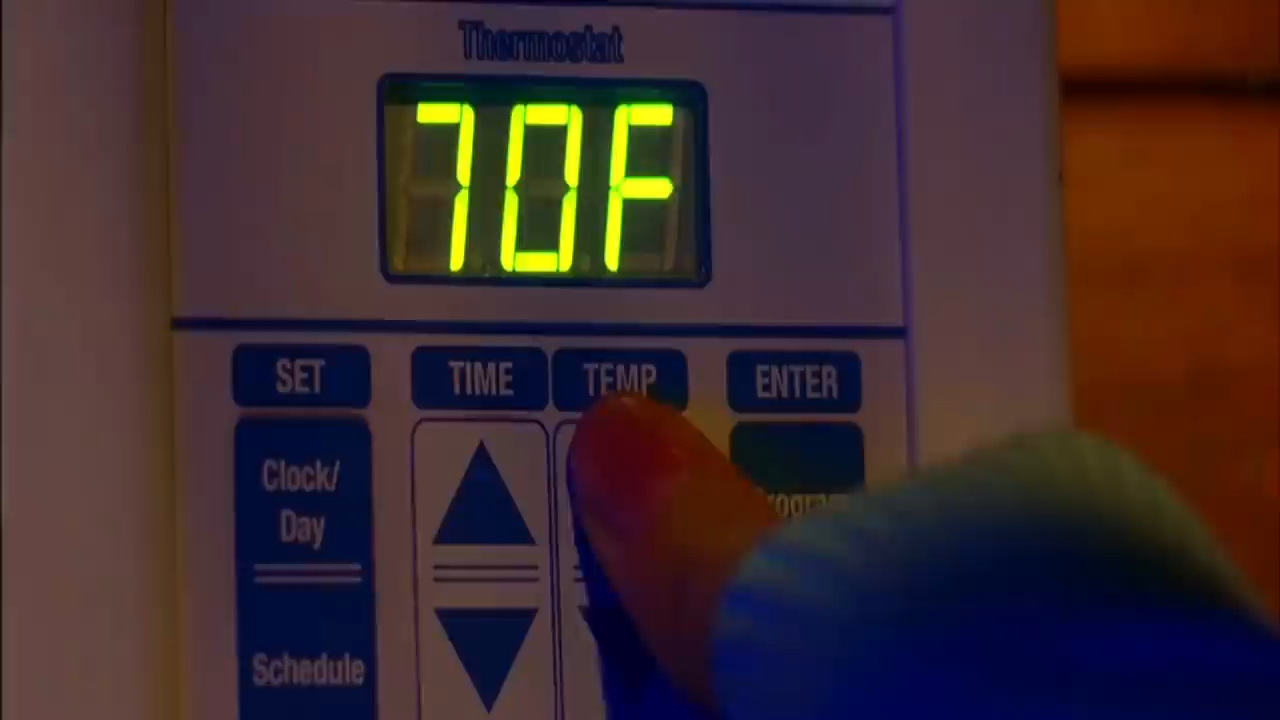 Thermostat
70F
SET TIME TEMP ENTER
Clock/
Day
Schedule